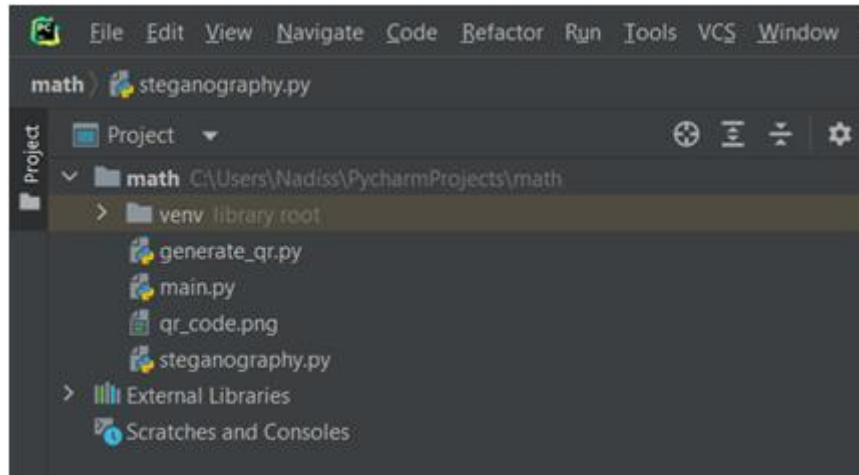 PC File Edit View Navigate Code Refactor Run Tools VCS Window
math steganography.py
Project
Project
math C:\Users\Nadiss\PycharmProjects\math
venv library root
generate_qr.py
main.py
qr_code.png
steganography.py
External Libraries
Scratches and Consoles